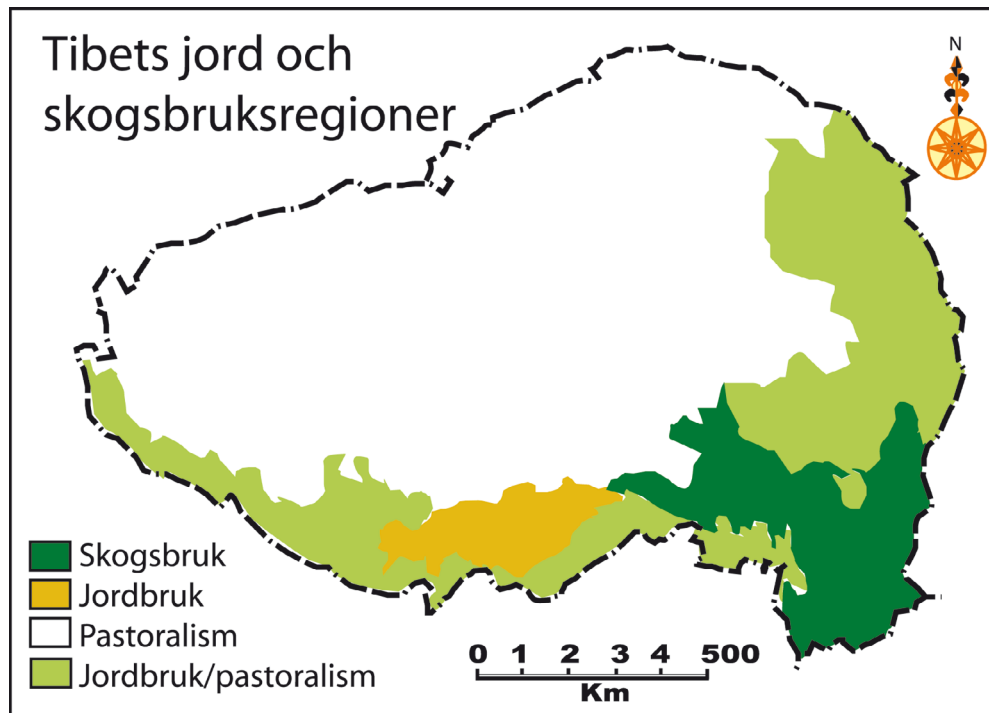 Tibets jord och
skogsbruksregioner
N
Skogsbruk
Jordbruk
Pastoralism
Jordbruk/pastoralism
0 1 2 3 4 500
Km